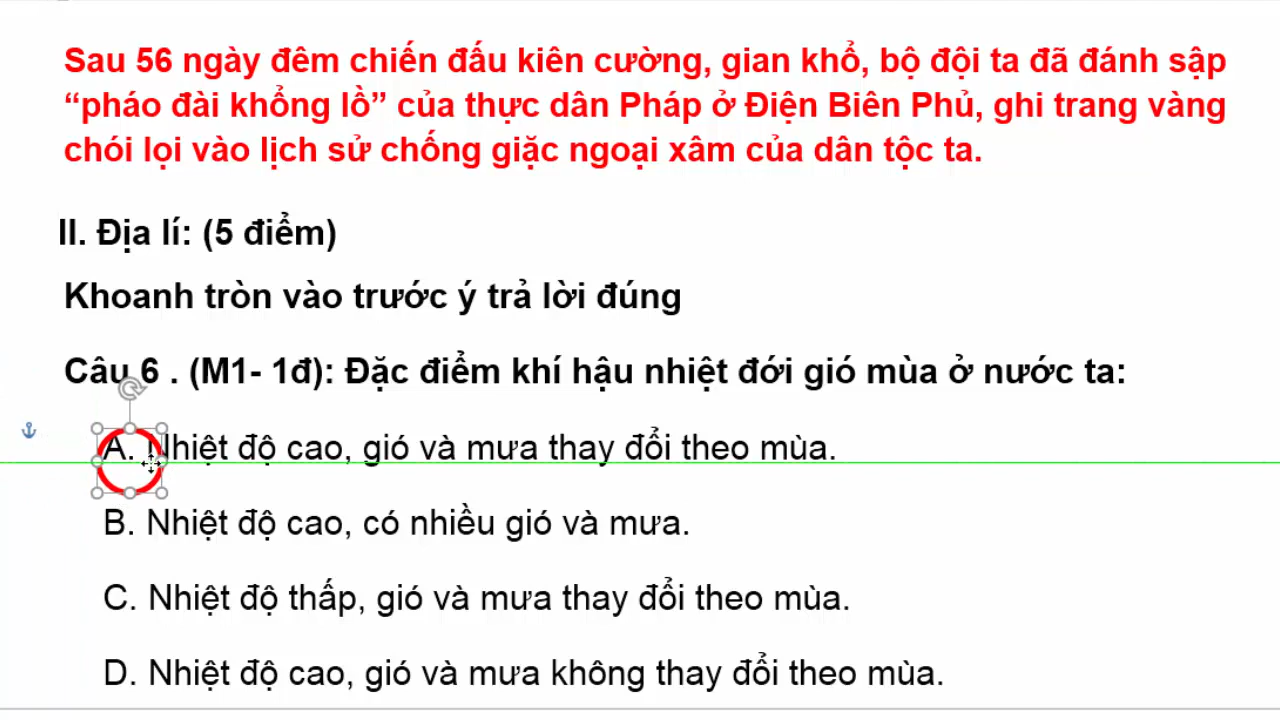 Sau 56 ngày đêm chiến đấu kiên cường, gian khổ, bộ đội ta đã đánh sập
“pháo đài khổng lồ” của thực dân Pháp ở Điện Biên Phủ, ghi trang vàng
chói lọi vào lịch sử chống giặc ngoại xâm của dân tộc ta.
II. Địa lí: (5 điểm)
Khoanh tròn vào trước ý trả lời đúng
Câu 6 . (M1- 1đ): Đặc điểm khí hậu nhiệt đới gió mùa ở nước ta:
A. Nhiệt độ cao, gió và mưa thay đổi theo mùa.
B. Nhiệt độ cao, có nhiều gió và mưa.
C. Nhiệt độ thấp, gió và mưa thay đổi theo mùa.
D. Nhiệt độ cao, gió và mưa không thay đổi theo mùa.